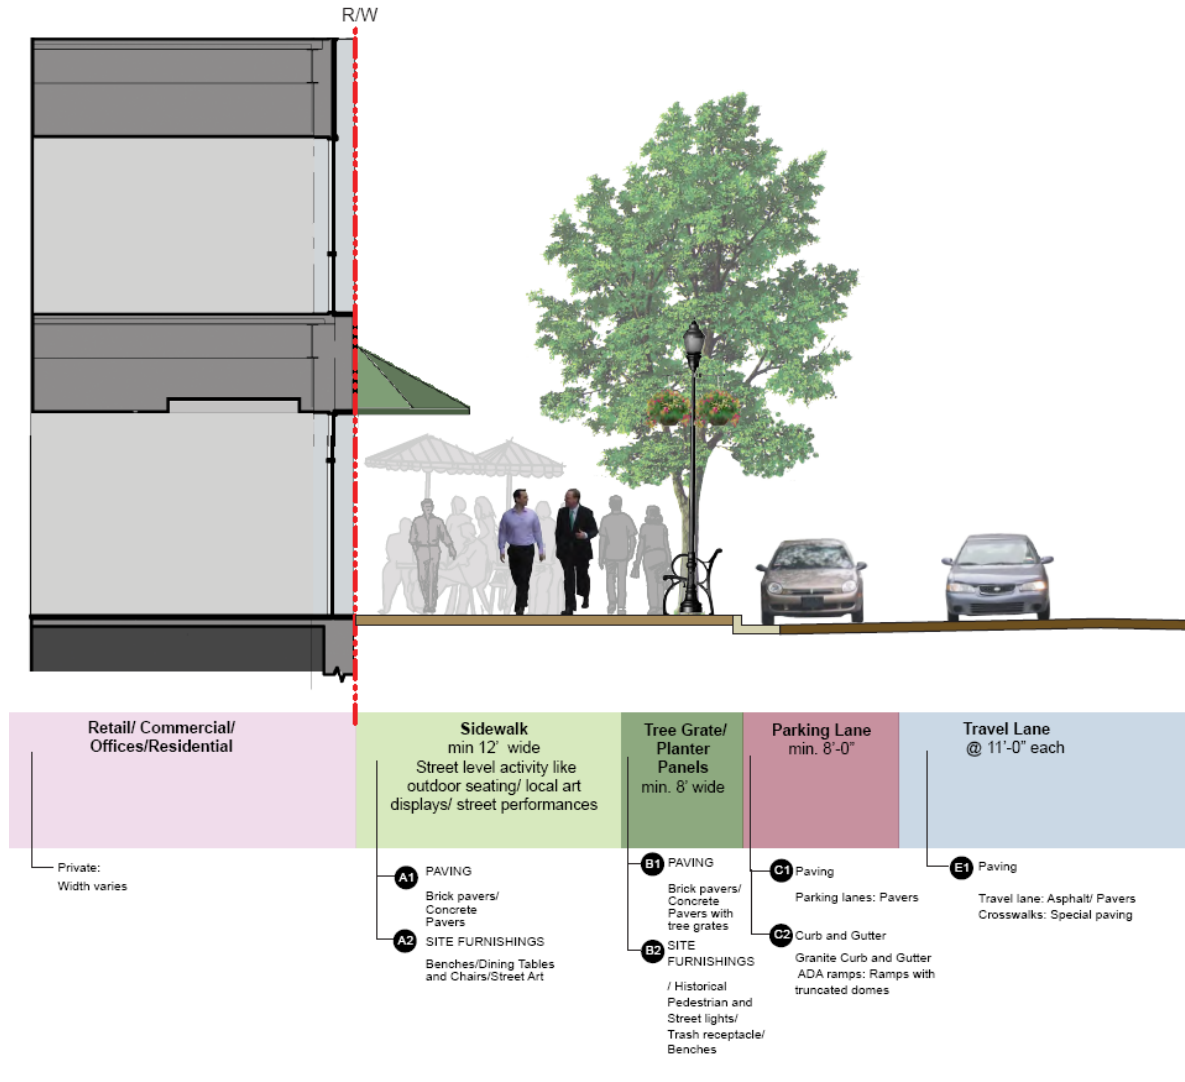 R/W
Retail/ Commercial/
Offices/Residential
Private:
Width varies
Sidewalk
min 12' wide
Street level activity like
outdoor seating/ local art
displays/ street performances
A1 PAVING
Brick pavers/
Concrete
Pavers
A2 SITE FURNISHINGS
Benches/Dining Tables
and Chairs/Street Art
Tree Grate/
Planter
Panels
min. 8' wide
B1 PAVING
Brick pavers/
Concrete
Pavers with
tree grates
B2 SITE
FURNISHINGS
/ Historical
Pedestrian and
Street lights/
Trash receptacle/
Benches
Parking Lane
min. 8'-0"
C1 Paving
Parking lanes: Pavers
C2 Curb and Gutter
Granite Curb and Gutter
ADA ramps: Ramps with
truncated domes
Travel Lane
@ 11'-0" each
E1 Paving
Travel lane: Asphalt/ Pavers
Crosswalks: Special paving